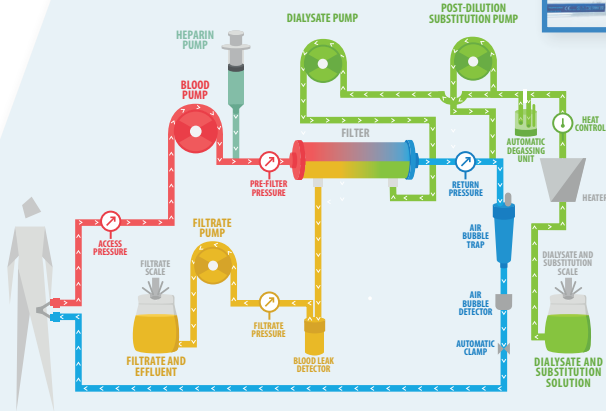 POST-DILUTION
SUBSTITUTION PUMP
DIALYSATE PUMP
HEPARIN
PUMP
BLOOD
PUMP
FILTER
HEAT
CONTROL
AUTOMATIC
DEGASSING
UNIT
PRE-FILTER
PRESSURE
RETURN
PRESSURE
HEATER
ACCESS
PRESSURE
FILTRATE
PUMP
AIR
BUBBLE
TRAP
FILTRATE
SCALE
DIALYSATE AND
SUBSTITUTION
SCALE
AIR
BUBBLE
DETECTOR
FILTRATE
PRESSURE
AUTOMATIC
CLAMP
FILTRATE AND
EFFLUENT
BLOOD LEAK
DETECTOR
DIALYSATE AND
SUBSTITUTION
SOLUTION